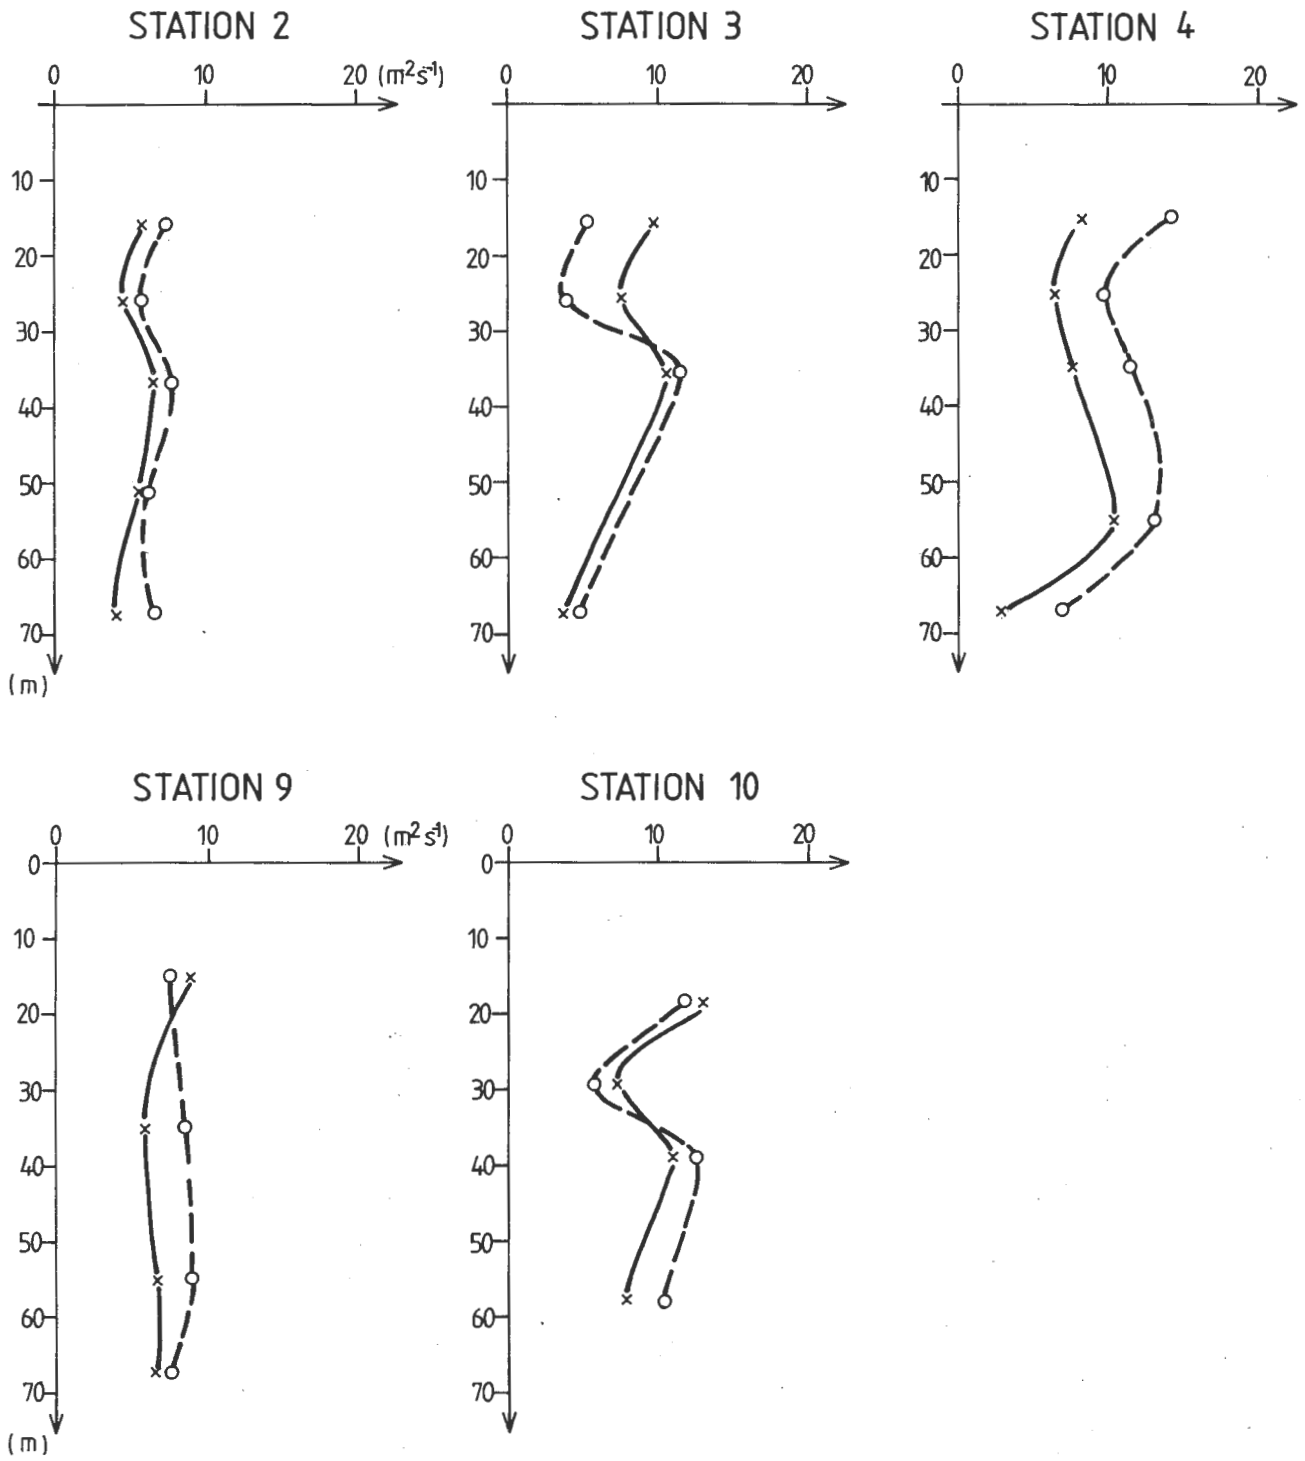 STATION 2 STATION 3 STATION 4
0 10 20 (m²s⁻¹) 0 10 20 0 10 20
10 10 10
20 20 20
30 30 30
40 40 40
50 50 50
60 60 60
70 70 70
(m)
STATION 9 STATION 10
0 10 20 (m²s⁻¹) 0 10 20
0 0
10 10
20 20
30 30
40 40
50 50
60 60
70 70
(m)